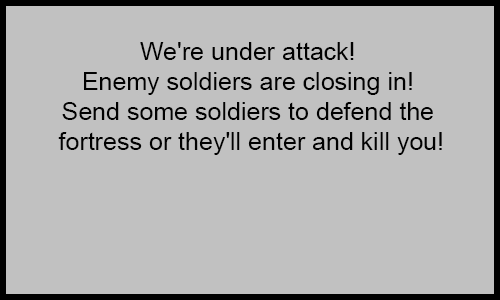 We're under attack!
Enemy soldiers are closing in!
Send some soldiers to defend the
fortress or they'll enter and kill you!